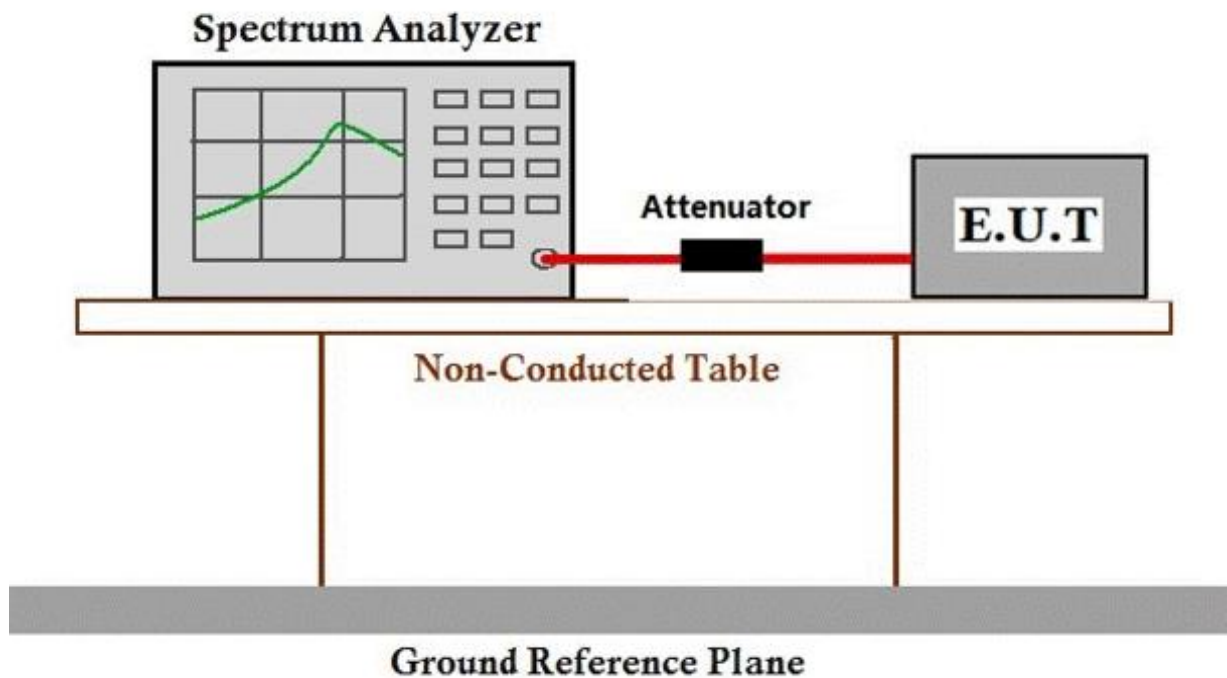 Spectrum Analyzer
Attenuator
E.U.T
Non-Conducted Table
Ground Reference Plane